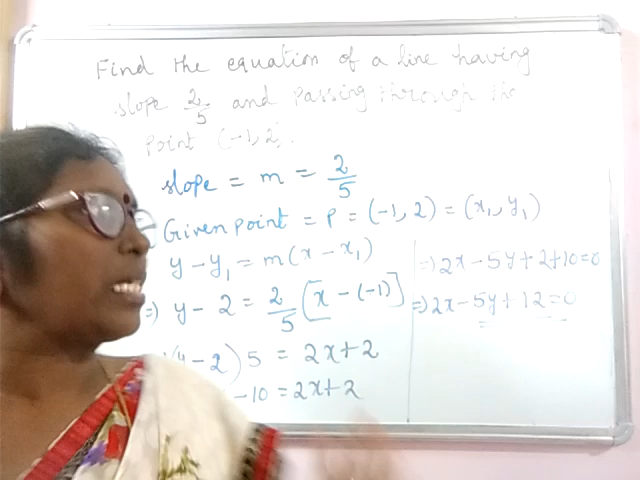 Find the equation of a line having
slope 2/5 and passing through the
point (-1, 2).
slope = m = 2/5
Given point = P = (-1, 2) = (x₁, y₁)
y - y₁ = m(x - x₁)
⇒) y - 2 = 2/5 [x - (-1)]
(y - 2) 5 = 2x + 2
- 10 = 2x + 2
⇒) 2x - 5y + 2 + 10 = 0
⇒) 2x - 5y + 12 = 0